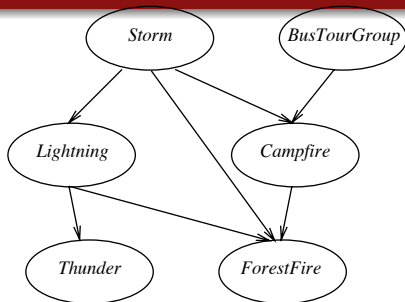 Storm
BusTourGroup
Lightning
Campfire
Thunder
ForestFire